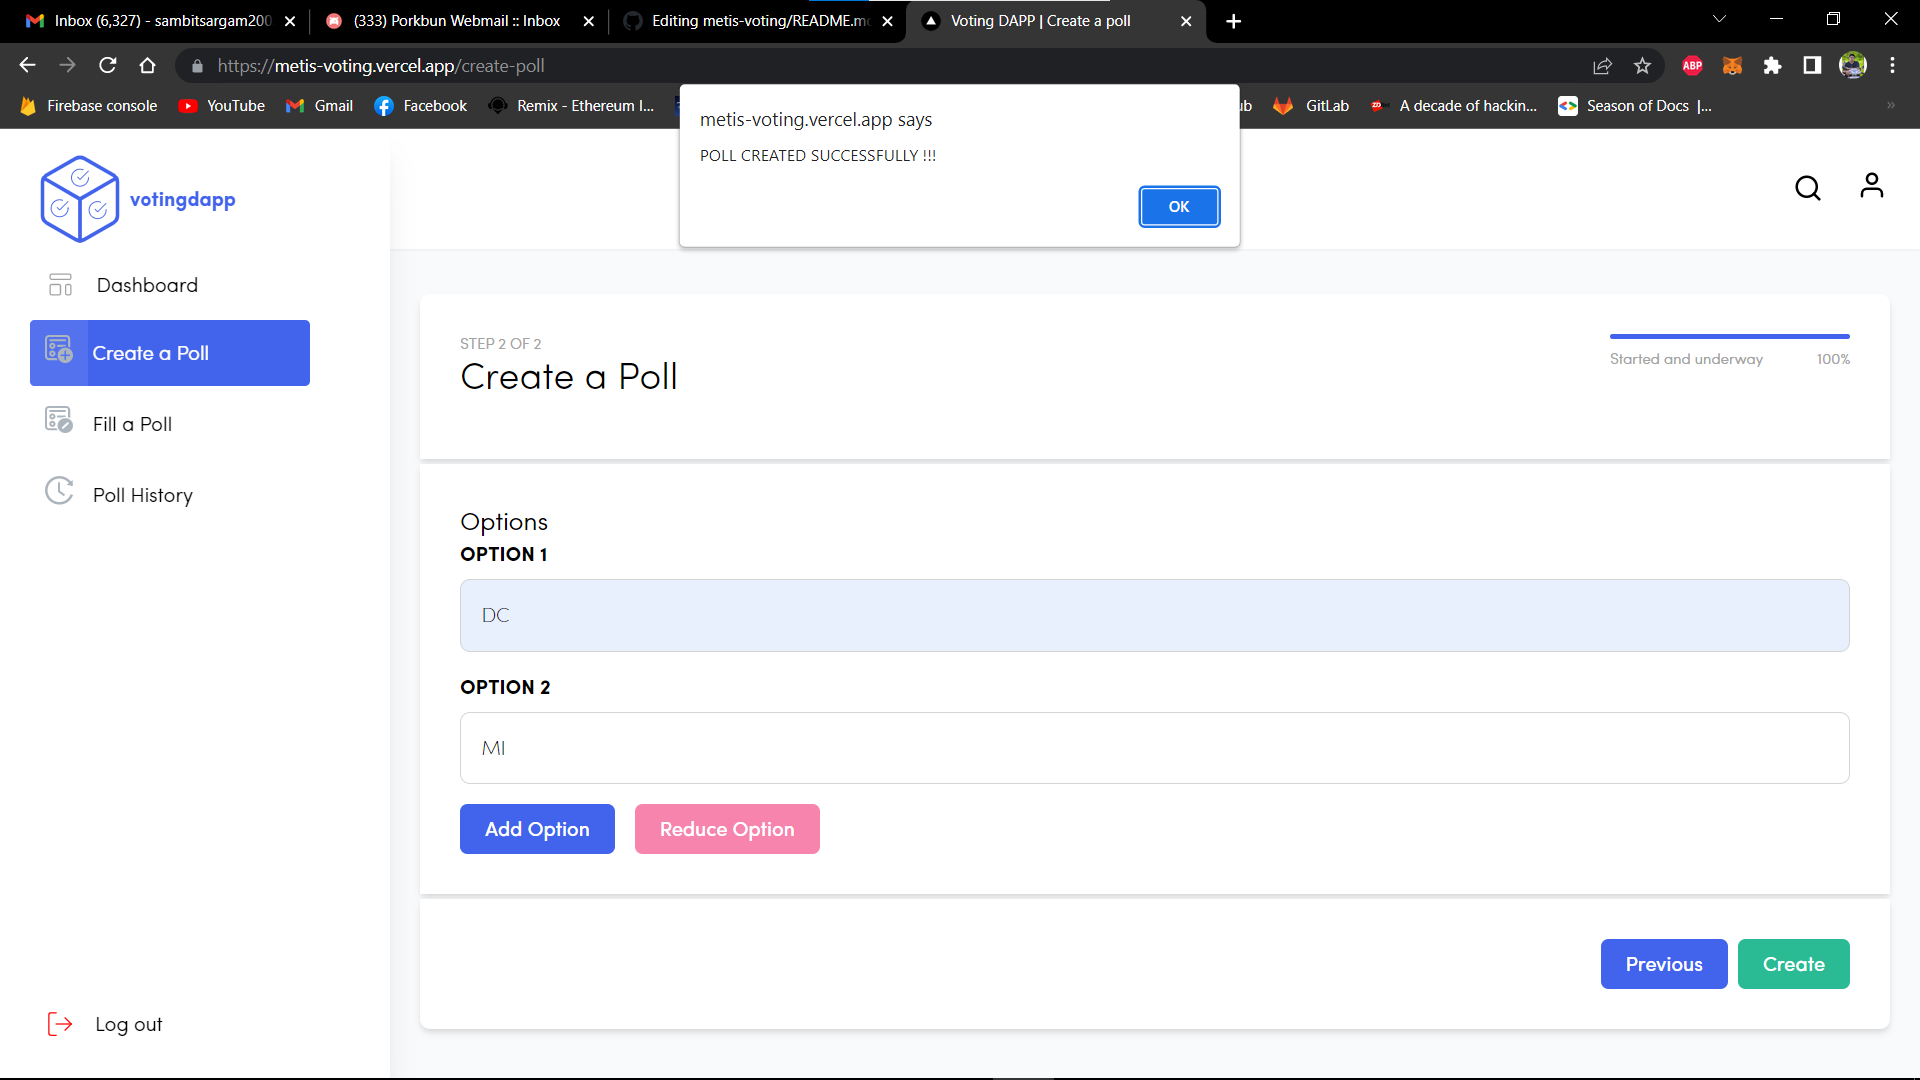 Inbox (6,327) - sambitsargam200
(333) Porkbun Webmail :: Inbox
Editing metis-voting/README.m
Voting DAPP | Create a poll
https://metis-voting.vercel.app/create-poll
ABP
Firebase console
YouTube
Gmail
Facebook
Remix - Ethereum I...
ub
GitLab
A decade of hackin...
Season of Docs |...
metis-voting.vercel.app says
POLL CREATED SUCCESSFULLY !!!
OK
votingdapp
Dashboard
Create a Poll
Fill a Poll
Poll History
Log out
STEP 2 OF 2
Create a Poll
Started and underway 100%
Options
OPTION 1
DC
OPTION 2
MI
Add Option
Reduce Option
Previous
Create